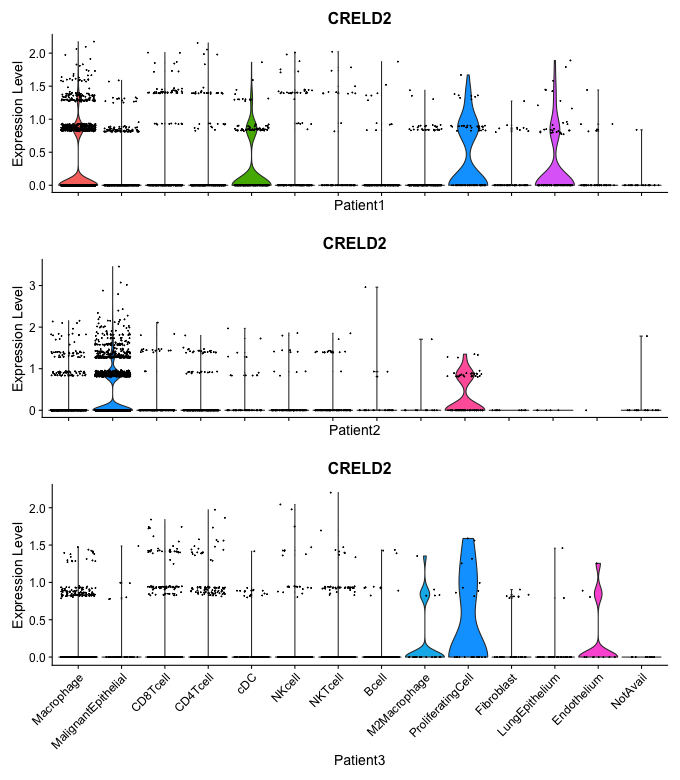 CRELD2
Expression Level
2.0
1.5
1.0
0.5
0.0
Patient1
CRELD2
Expression Level
3
2
1
0
Patient2
CRELD2
Expression Level
2.0
1.5
1.0
0.5
0.0
Macrophage
MalignantEpithelial
CD8Tcell
CD4Tcell
cDC
NKcell
NKTcell
Bcell
M2Macrophage
ProliferatingCell
Fibroblast
LungEpithelium
Endothelium
NotAvail
Patient3